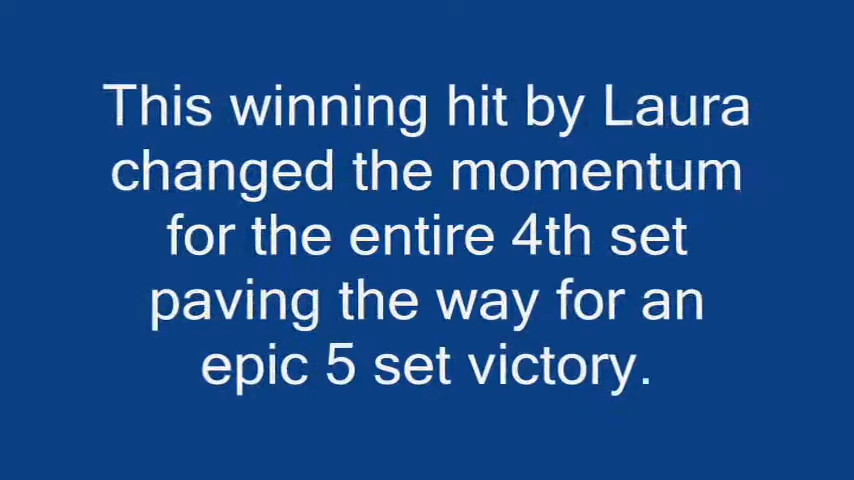 This winning hit by Laura
changed the momentum
for the entire 4th set
paving the way for an
epic 5 set victory.